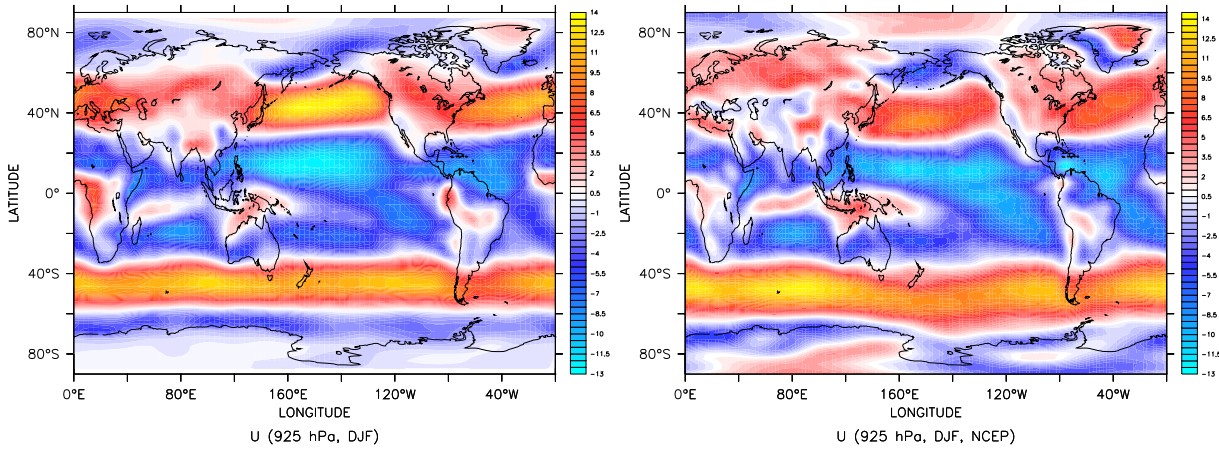 80°N
40°N
0°
40°S
80°S
LATITUDE
0°E
80°E
160°E
120°W
40°W
LONGITUDE
U (925 hPa, DJF)
14
12.5
11
9.5
8
6.5
5
3.5
2
0.5
-1
-2.5
-4
-5.5
-7
-8.5
-10
-11.5
-13
80°N
40°N
0°
40°S
80°S
LATITUDE
0°E
80°E
160°E
120°W
40°W
LONGITUDE
U (925 hPa, DJF, NCEP)
14
12.5
11
9.5
8
6.5
5
3.5
2
0.5
-1
-2.5
-4
-5.5
-7
-8.5
-10
-11.5
-13